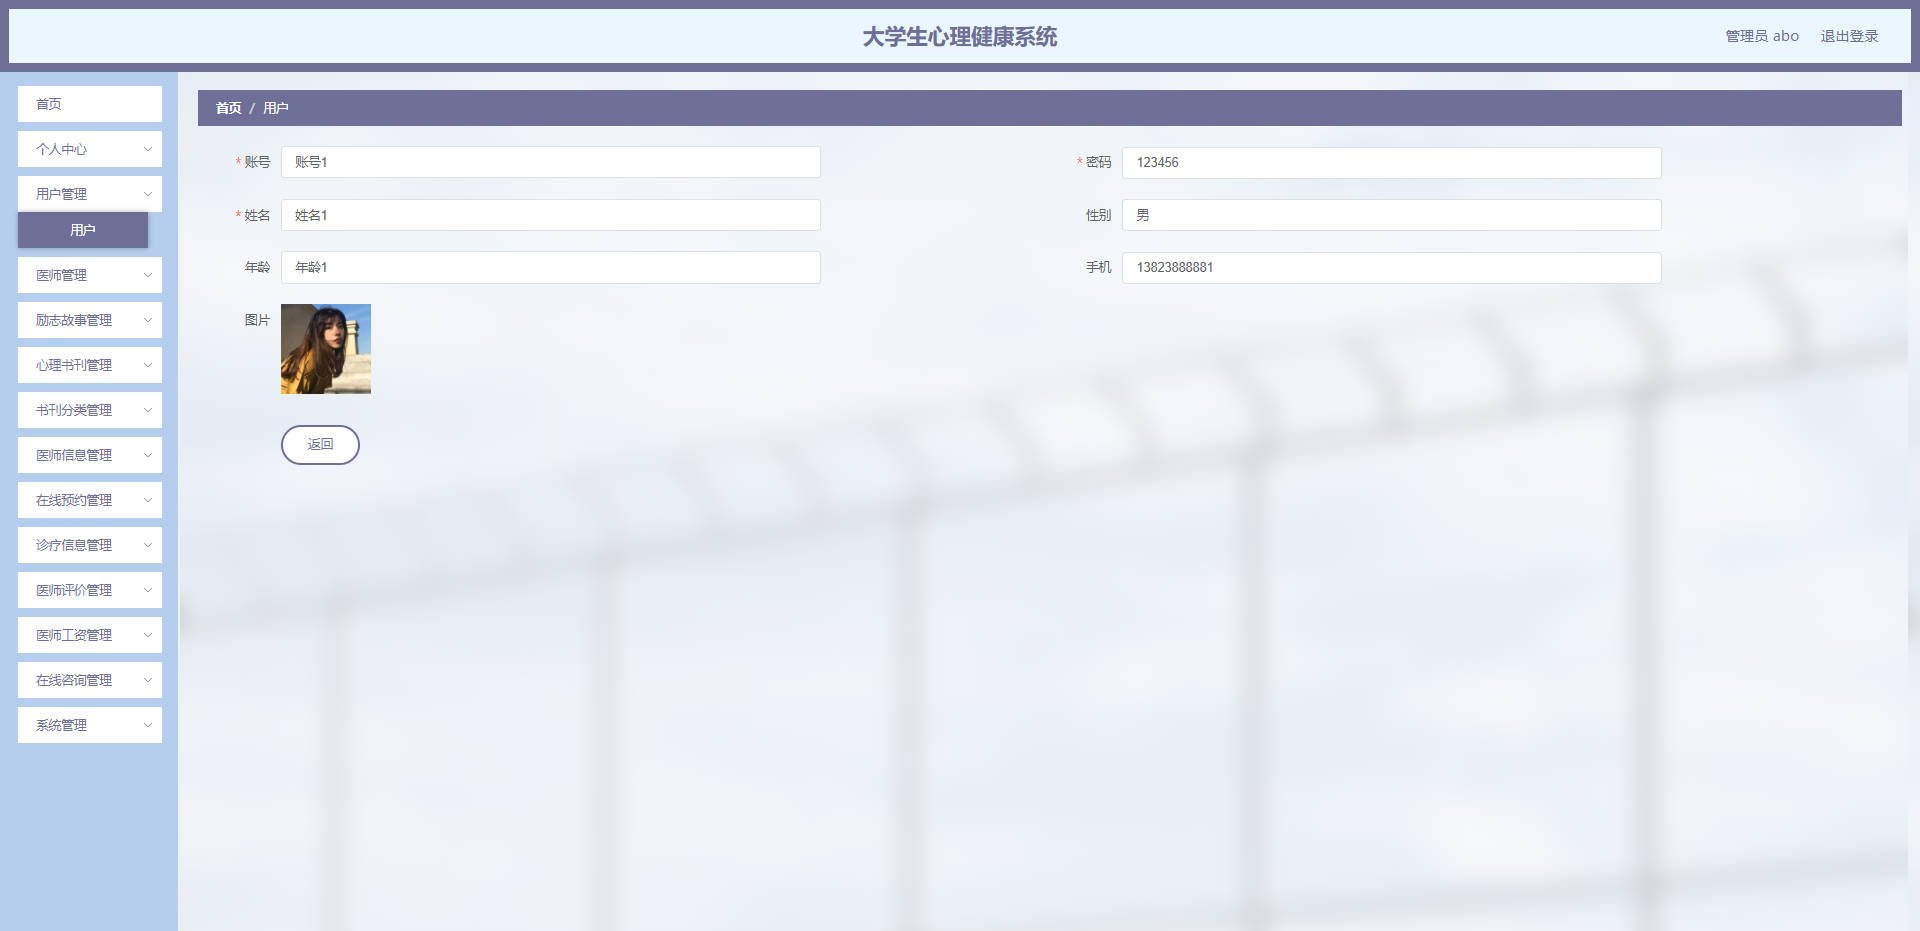 大学生心理健康系统
管理员 abo
退出登录
首页
个人中心
用户管理
用户
医师管理
励志故事管理
心理书刊管理
书刊分类管理
医师信息管理
在线预约管理
诊疗信息管理
医师评价管理
医师工资管理
在线咨询管理
系统管理
首页 / 用户
* 账号 账号1
* 密码 123456
* 姓名 姓名1
性别 男
年龄 年龄1
手机 13823888881
图片
返回